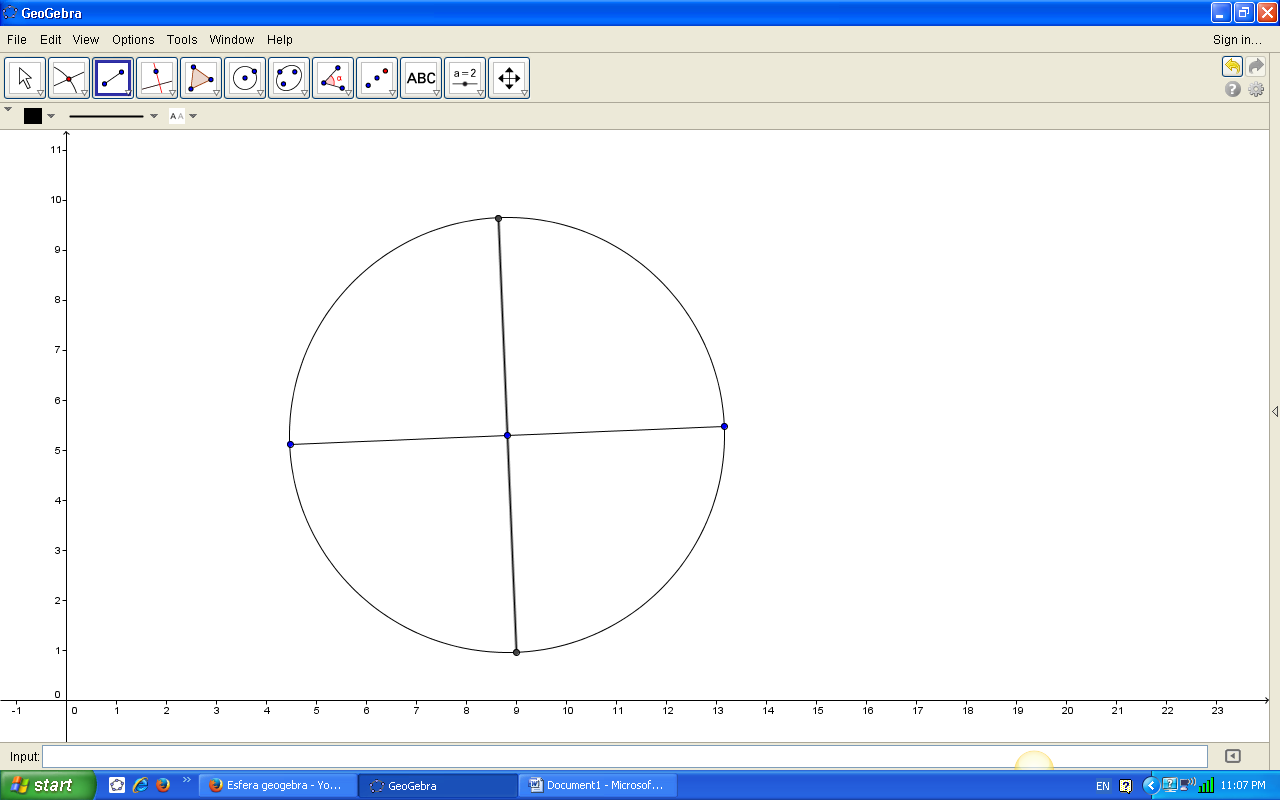 GeoGebra
File Edit View Options Tools Window Help Sign in...
α ABC a = 2
? 
A A
11
10
9
8
7
6
5
4
3
2
1
0
-1 0 1 2 3 4 5 6 7 8 9 10 11 12 13 14 15 16 17 18 19 20 21 22 23
Input:
start Esfera geogebra - Yo... GeoGebra Document1 - Microsof... EN ? 11:07 PM